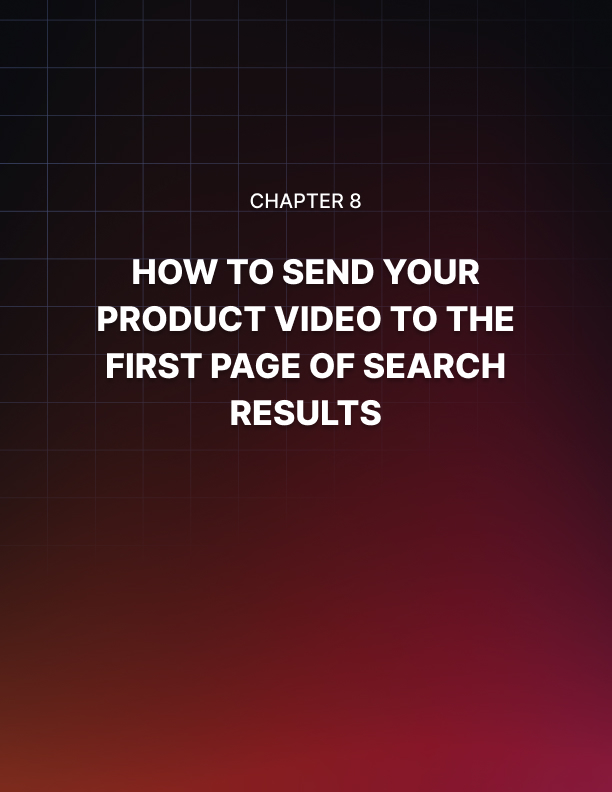 CHAPTER 8
HOW TO SEND YOUR
PRODUCT VIDEO TO THE
FIRST PAGE OF SEARCH
RESULTS